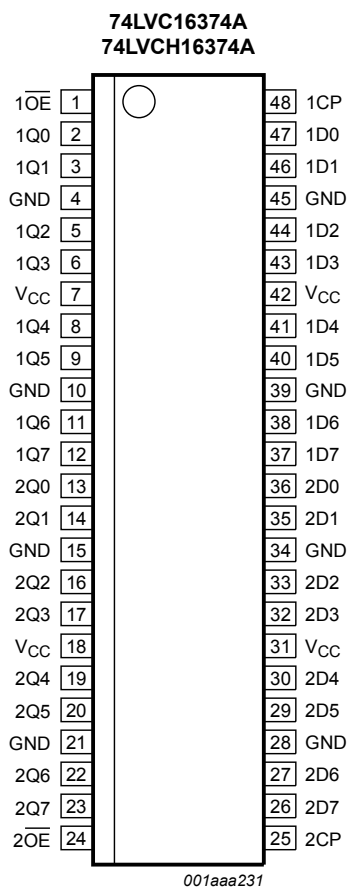 74LVC16374A
74LVCH16374A
1O̅E̅ 1 48 1CP
1Q0 2 47 1D0
1Q1 3 46 1D1
GND 4 45 GND
1Q2 5 44 1D2
1Q3 6 43 1D3
VCC 7 42 VCC
1Q4 8 41 1D4
1Q5 9 40 1D5
GND 10 39 GND
1Q6 11 38 1D6
1Q7 12 37 1D7
2Q0 13 36 2D0
2Q1 14 35 2D1
GND 15 34 GND
2Q2 16 33 2D2
2Q3 17 32 2D3
VCC 18 31 VCC
2Q4 19 30 2D4
2Q5 20 29 2D5
GND 21 28 GND
2Q6 22 27 2D6
2Q7 23 26 2D7
2O̅E̅ 24 25 2CP
001aaa231